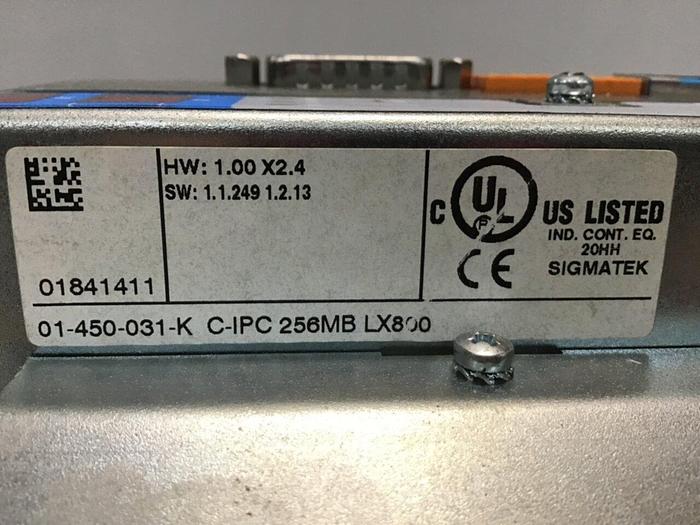 HW: 1.00 X2.4
SW: 1.1.249 1.2.13
01841411
C UL US LISTED
IND. CONT. EQ.
20HH
CE SIGMATEK
01-450-031-K C-IPC 256MB LX800